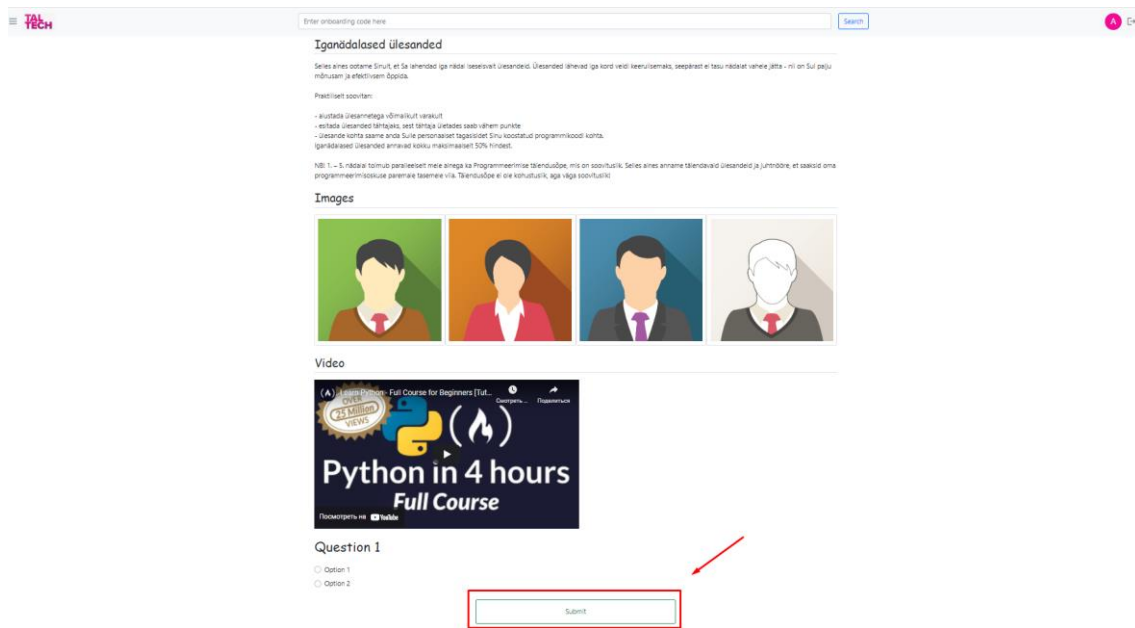 TAL
TECH
Enter onboarding code here
Search
A
Iganädalased ülesanded
Selles aines ootame Sinult, et Sa lahendad iga nädal iseseisvalt ülesandeid. Ülesanded lähevad iga kord veidi keerulisemaks, seepärast ei tasu nädalat vahele jätta - nii on Sul palju
mõnusam ja efektiivsem õppida.
Praktiliselt soovitan:
- alustada ülesannetega võimalikult varakult
- esitada ülesanded tähtajaks, sest tähtaja ületades saab vähem punkte
- ülesande kohta saame anda Sulle personaalset tagasisidet Sinu koostatud programmikoodi kohta.
Iganädalased ülesanded annavad kokku maksimaalselt 50% hindest.
NB! 1. – 5. nädalal toimub paralleelselt meie ainega ka Programmeerimise täiendusõpe, mis on soovituslik. Selles aines anname täiendavaid ülesandeid ja juhtnööre, et saaksid oma
programmeerimisoskuse paremale tasemele viia. Täiendusõpe ei ole kohustuslik, aga väga soovituslik!
Images
Video
(A) Learn Python - Full Course for Beginners [Tut...
Смотреть ...
Поделиться
OVER
25 Million
VIEWS
Python in 4 hours
Full Course
Посмотреть на YouTube
Question 1
Option 1
Option 2
Submit